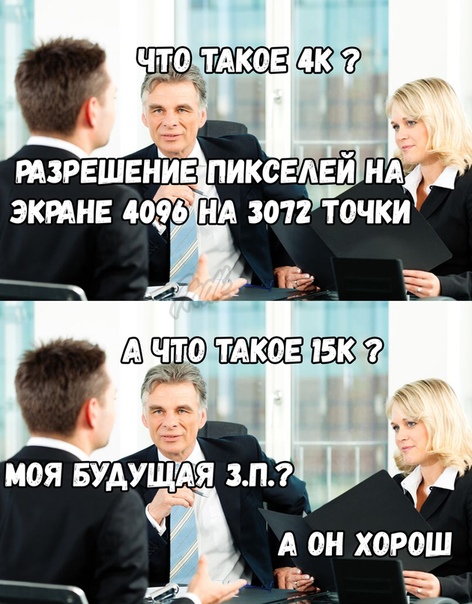 ЧТО ТАКОЕ 4К ?
РАЗРЕШЕНИЕ ПИКСЕЛЕЙ НА
ЭКРАНЕ 4096 НА 3072 ТОЧКИ
А ЧТО ТАКОЕ 15К ?
МОЯ БУДУЩАЯ З.П.?
А ОН ХОРОШ